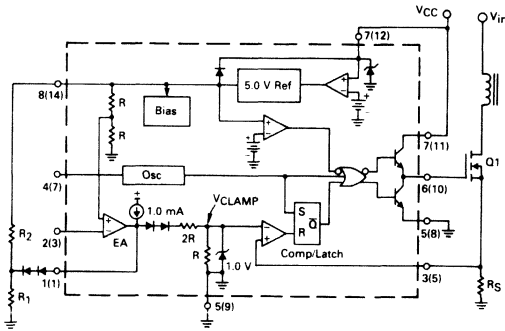 VCC
Vin
7(12)
8(14)
R
Bias
5.0 V Ref
+
−
+
−
R
+
−
+
−
7(11)
Q1
4(7)
Osc
6(10)
VCLAMP
+
1.0 mA
S
Q
R
R2
2(3)
+
−
EA
2R
−
+
Comp/Latch
5(8)
R
1.0 V
1(1)
3(5)
R1
5(9)
RS